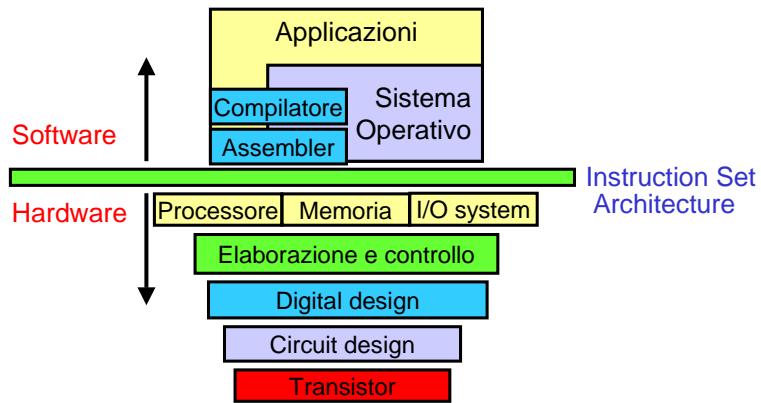 Applicazioni
Sistema
Operativo
Compilatore
Assembler
Software
Instruction Set
Architecture
Hardware
Processore
Memoria
I/O system
Elaborazione e controllo
Digital design
Circuit design
Transistor